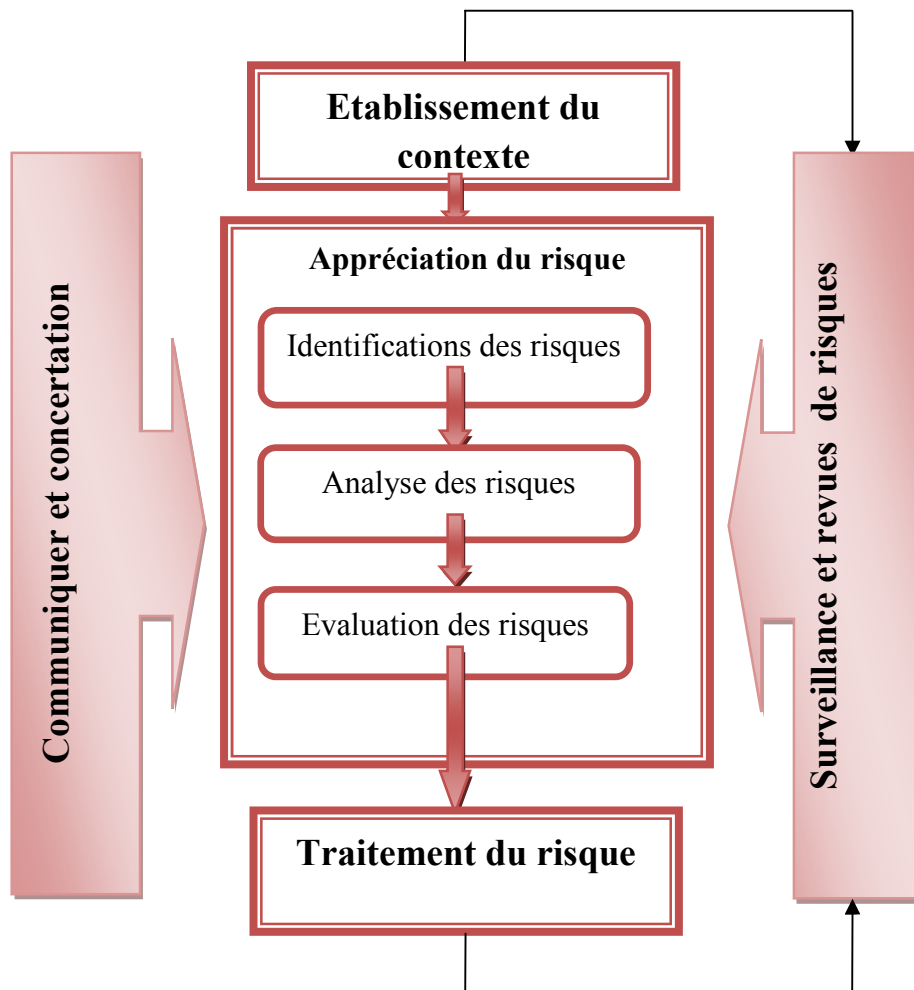 Etablissement du
contexte
Communiquer et concertation
Appréciation du risque
Identifications des risques
Analyse des risques
Evaluation des risques
Surveillance et revues de risques
Traitement du risque